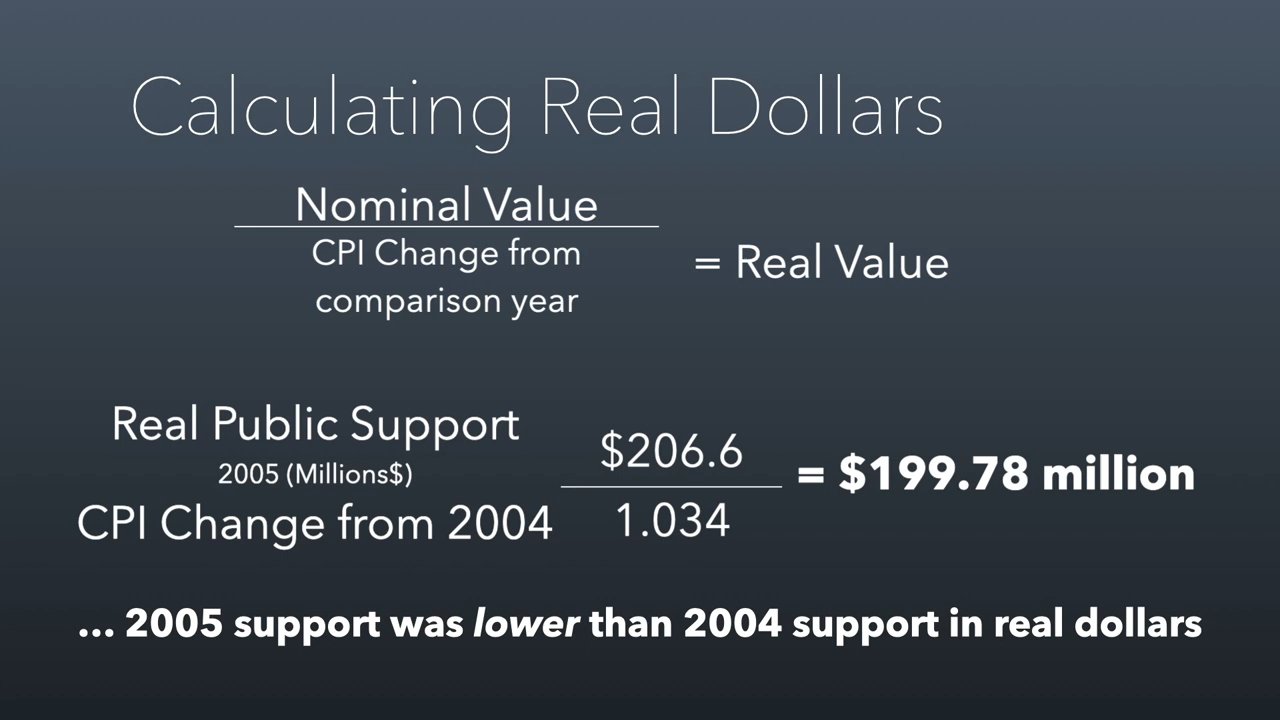 Calculating Real Dollars
Nominal Value
CPI Change from
comparison year
= Real Value
Real Public Support
2005 (Millions$)
CPI Change from 2004
$206.6
1.034
= $199.78 million
... 2005 support was lower than 2004 support in real dollars